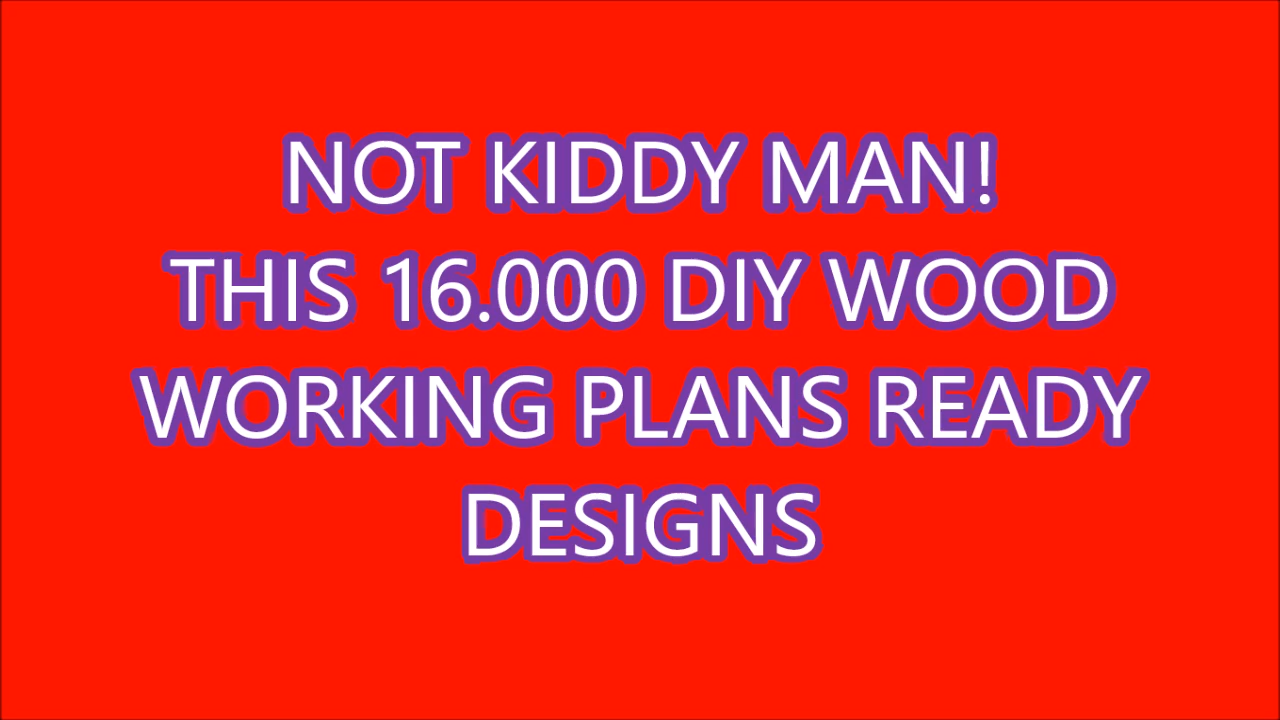 NOT KIDDY MAN!
THIS 16.000 DIY WOOD
WORKING PLANS READY
DESIGNS